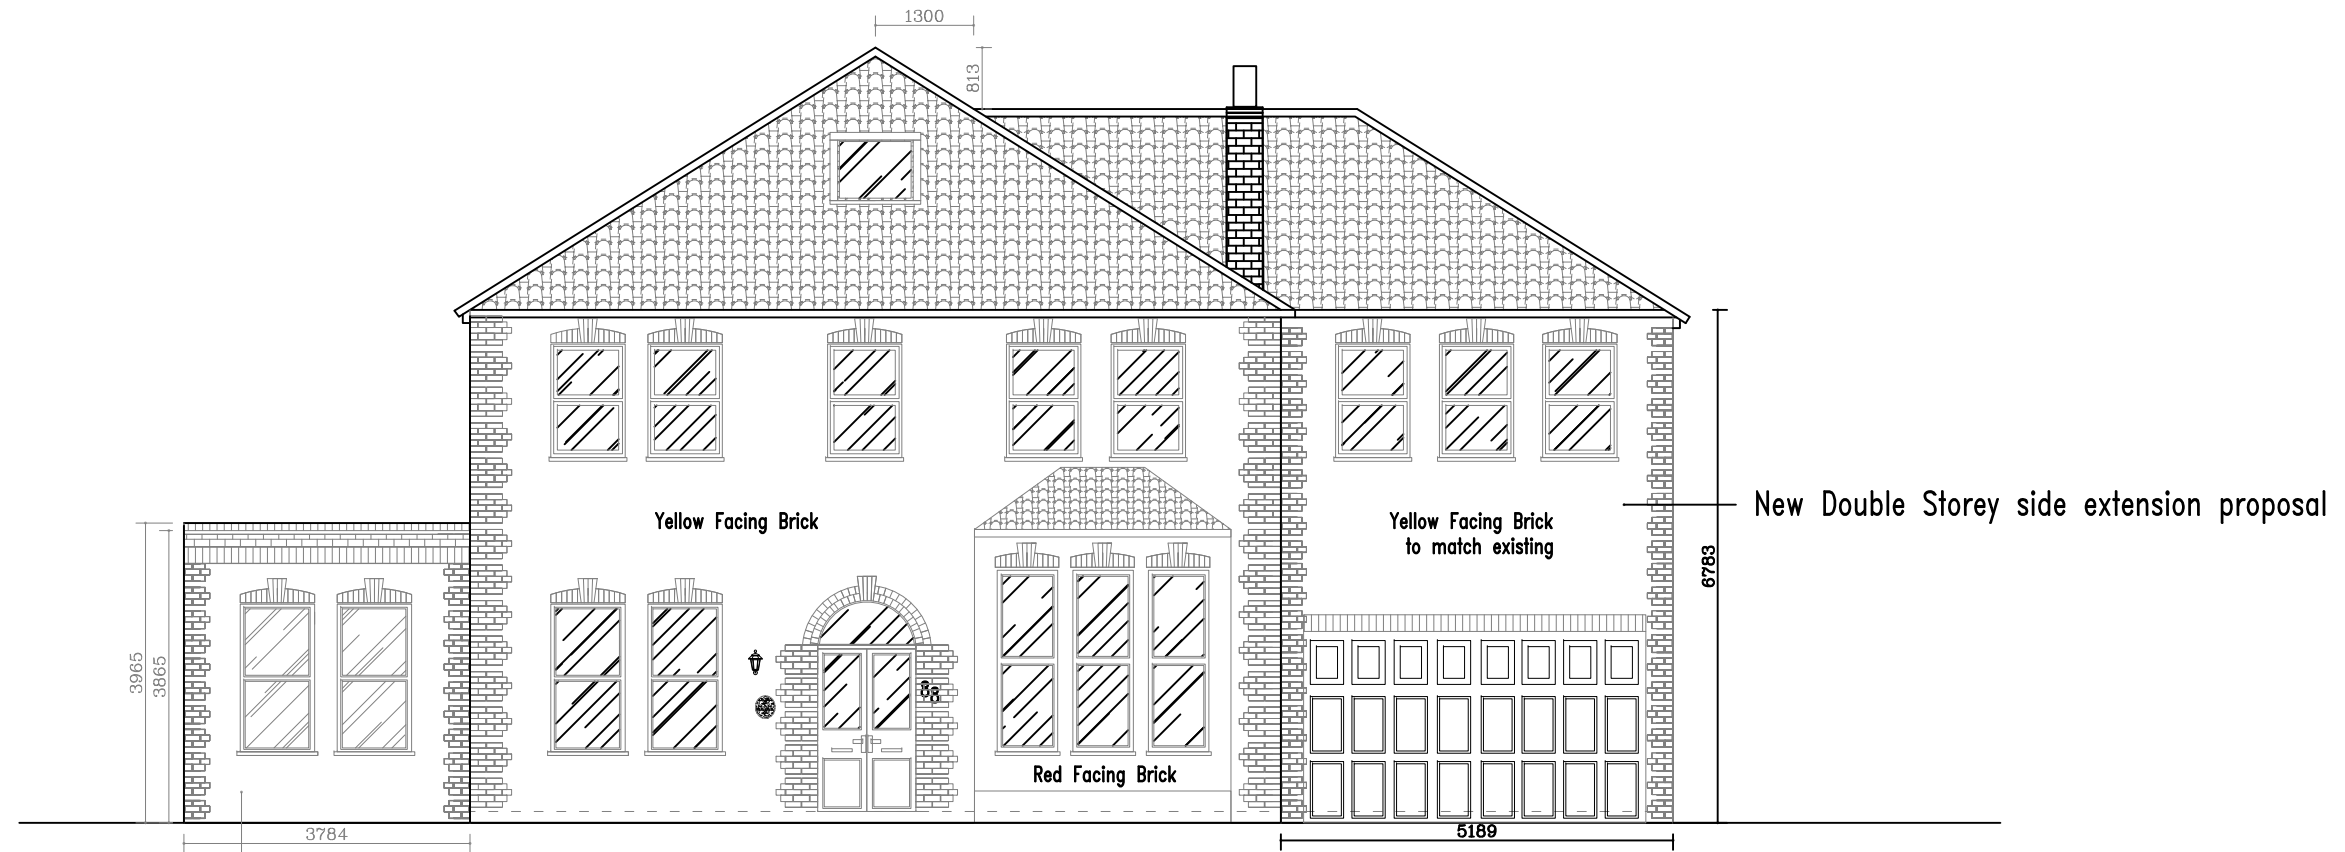 1300
813
New Double Storey side extension proposal
Yellow Facing Brick
Yellow Facing Brick
to match existing
6783
3965
3865
88
Red Facing Brick
3784
5189